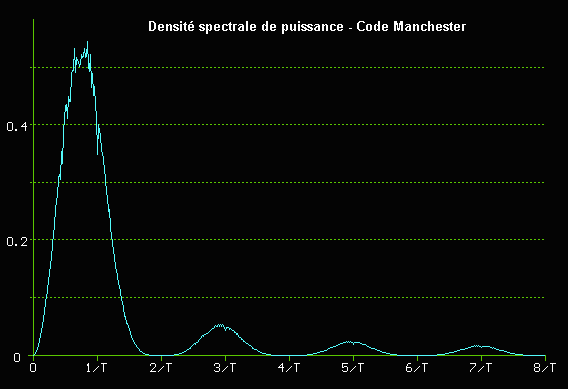 Densité spectrale de puissance - Code Manchester
0.4
0.2
0
0 1/T 2/T 3/T 4/T 5/T 6/T 7/T 8/T